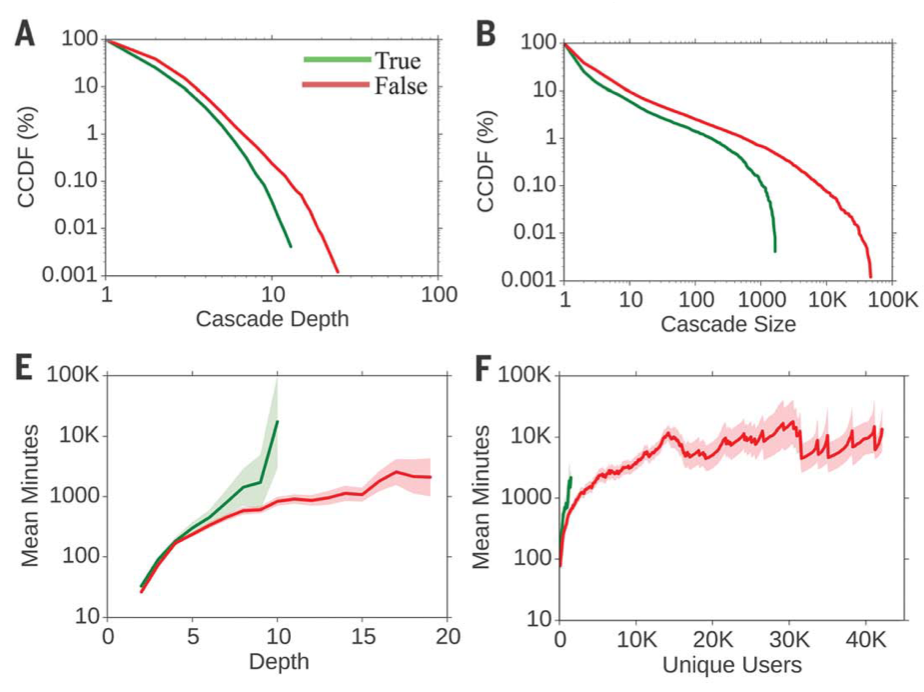 A
100
10
1
0.10
0.01
0.001
CCDF (%)
True
False
1 10 100
Cascade Depth
B
100
10
1
0.10
0.01
0.001
CCDF (%)
1 10 100 1000 10K 100K
Cascade Size
E
100K
10K
1000
100
10
Mean Minutes
0 5 10 15 20
Depth
F
100K
10K
1000
100
10
Mean Minutes
0 10K 20K 30K 40K
Unique Users